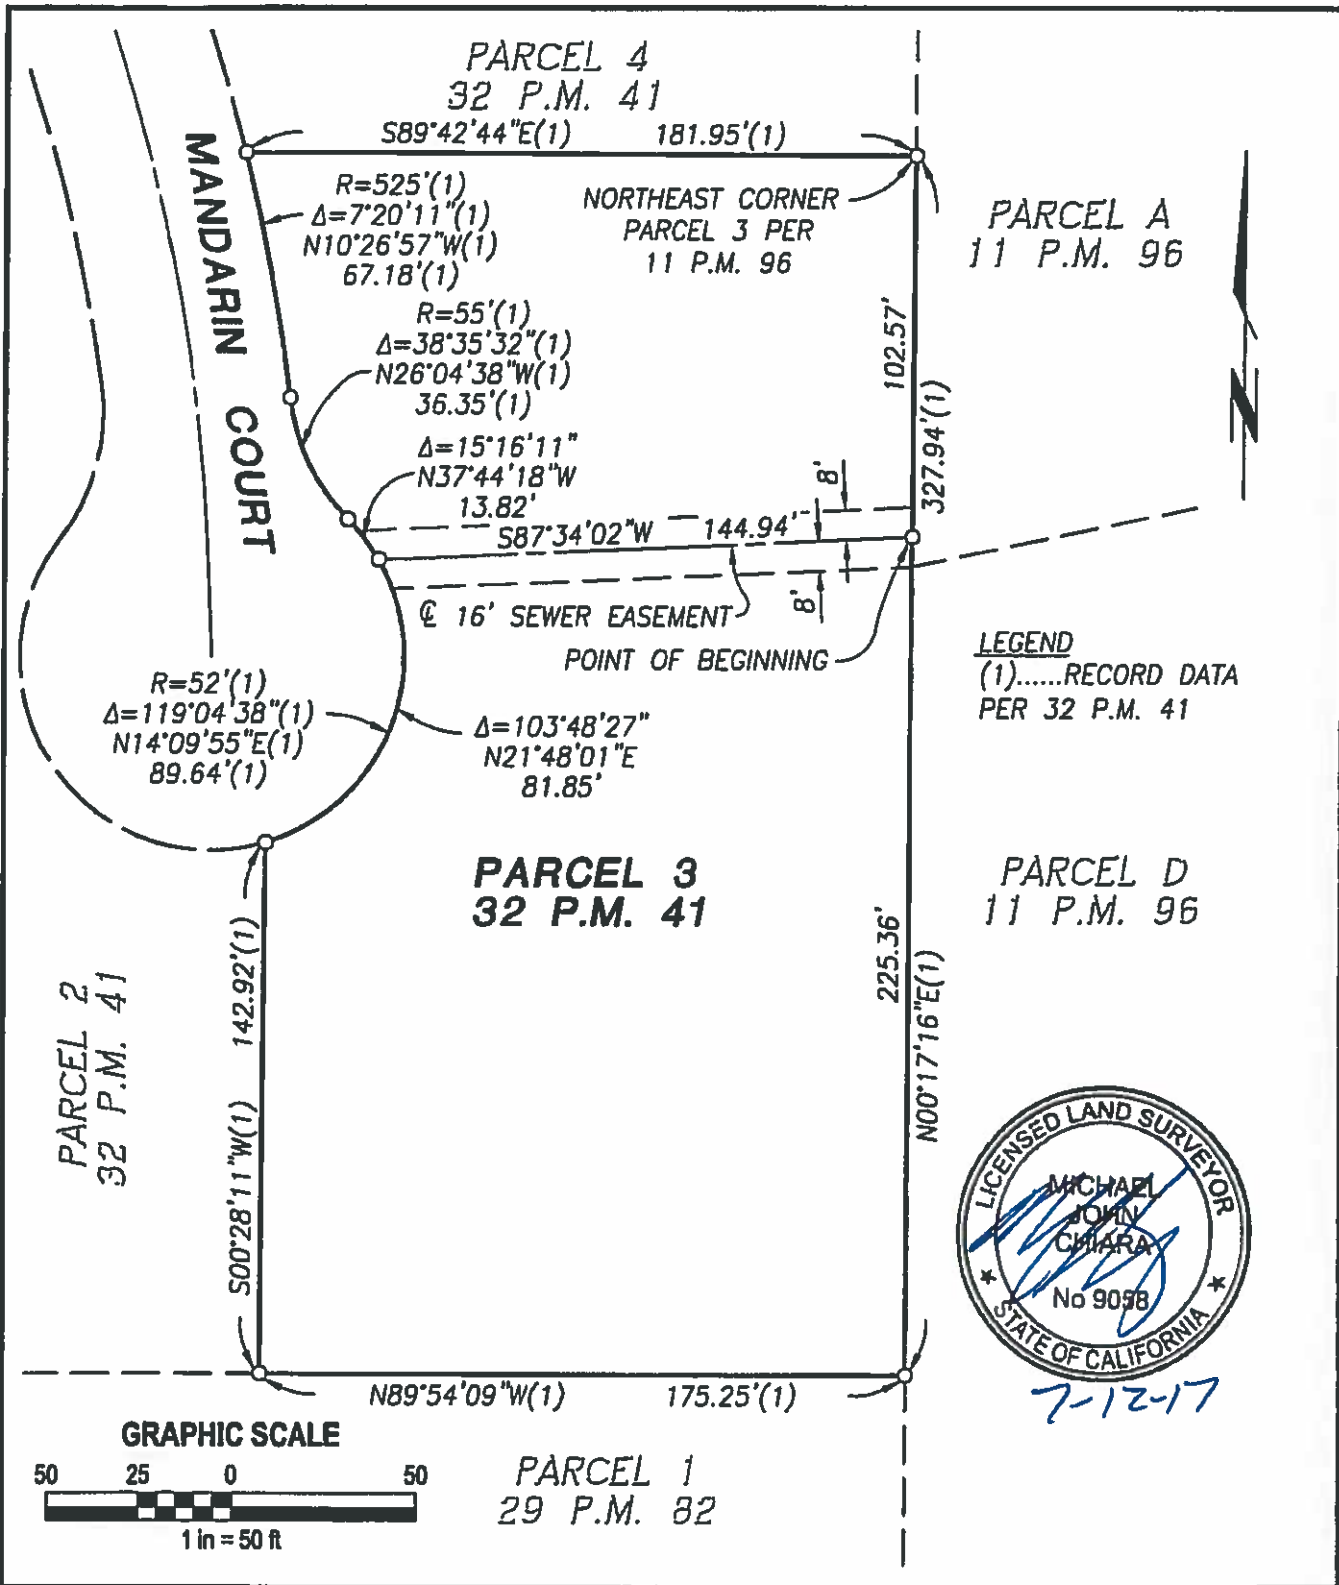 PARCEL 4
32 P.M. 41
S89°42'44"E(1) 181.95'(1)
MANDARIN COURT
R=525'(1)
Δ=7°20'11"(1)
N10°26'57"W(1)
67.18'(1)
NORTHEAST CORNER
PARCEL 3 PER
11 P.M. 96
PARCEL A
11 P.M. 96
R=55'(1)
Δ=38°35'32"(1)
N26°04'38"W(1)
36.35'(1)
102.57'
327.94'(1)
N
Δ=15°16'11"
N37°44'18"W
13.82'
8'
S87°34'02"W 144.94'
8'
℄ 16' SEWER EASEMENT
POINT OF BEGINNING
LEGEND
(1)......RECORD DATA
PER 32 P.M. 41
R=52'(1)
Δ=119°04'38"(1)
N14°09'55"E(1)
89.64'(1)
Δ=103°48'27"
N21°48'01"E
81.85'
PARCEL 3
32 P.M. 41
PARCEL D
11 P.M. 96
225.36'
N00°17'16"E(1)
142.92'(1)
S00°28'11"W(1)
PARCEL 2
32 P.M. 41
LICENSED LAND SURVEYOR
MICHAEL
JOHN
CHIARA
No 9058
STATE OF CALIFORNIA
7-12-17
N89°54'09"W(1) 175.25'(1)
GRAPHIC SCALE
50 25 0 50
1 in = 50 ft
PARCEL 1
29 P.M. 82